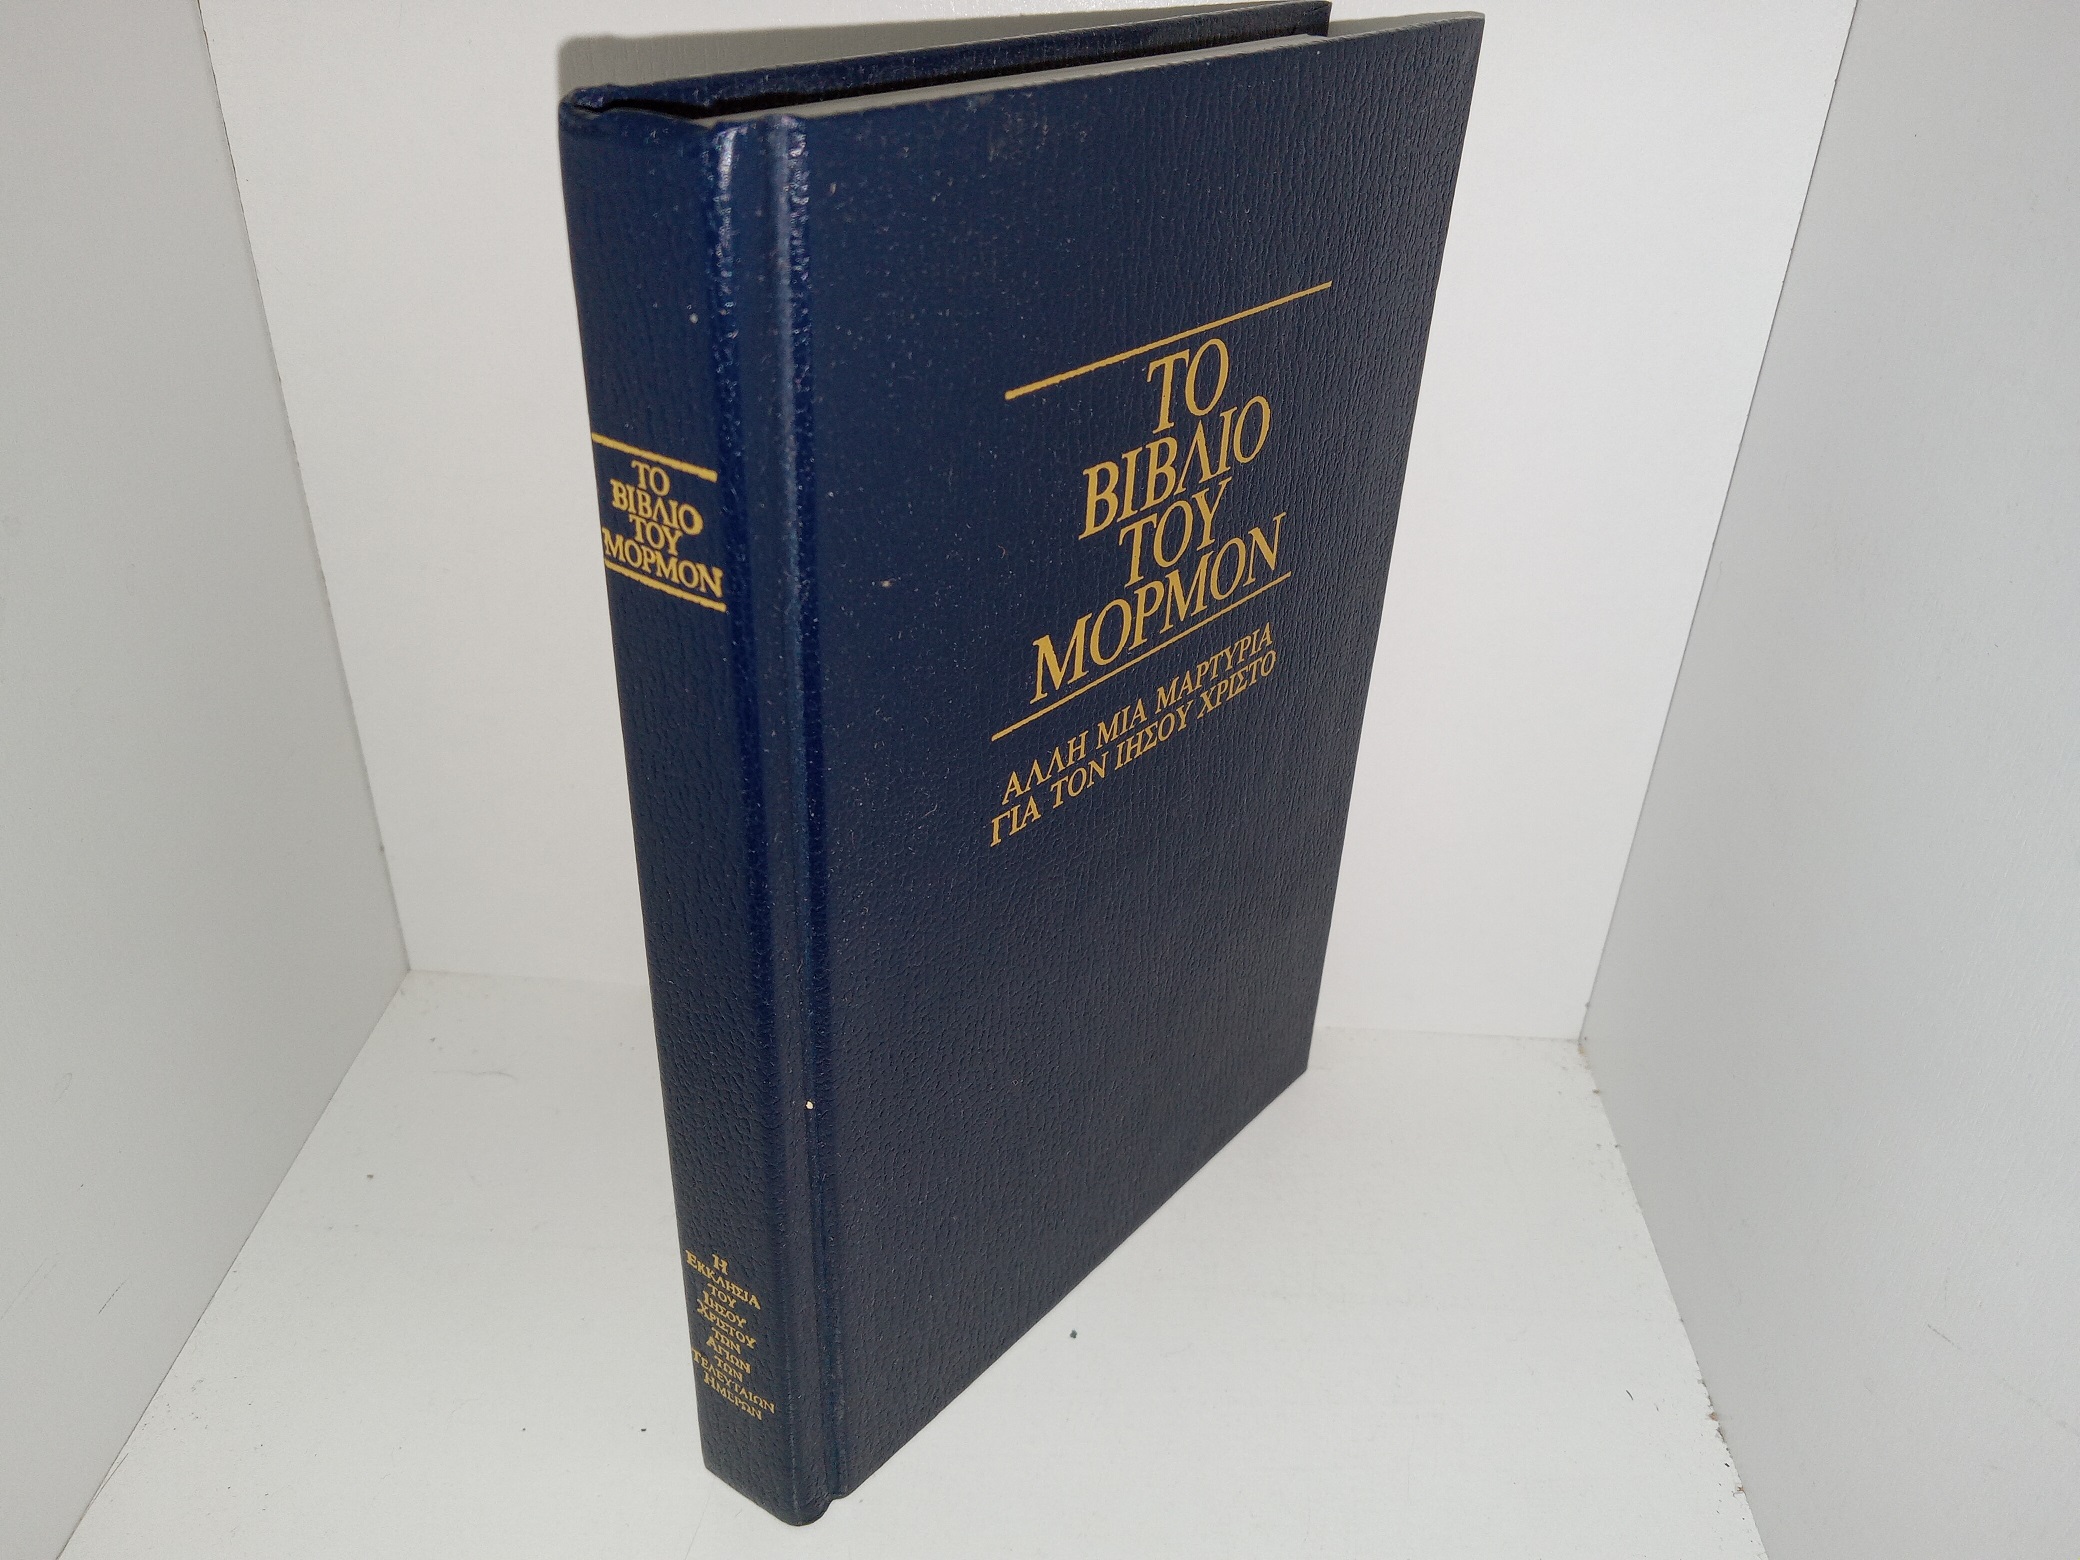 ΤΟ
ΒΙΒΛΙΟ
ΤΟΥ
ΜΟΡΜΟΝ
Η
ΕΚΚΛΗΣΙΑ
ΤΟΥ
ΙΗΣΟΥ
ΧΡΙΣΤΟΥ
ΤΩΝ
ΑΓΙΩΝ
ΤΩΝ
ΤΕΛΕΥΤΑΙΩΝ
ΗΜΕΡΩΝ
ΤΟ
ΒΙΒΛΙΟ
ΤΟΥ
ΜΟΡΜΟΝ
ΑΛΛΗ ΜΙΑ ΜΑΡΤΥΡΙΑ
ΓΙΑ ΤΟΝ ΙΗΣΟΥ ΧΡΙΣΤΟ